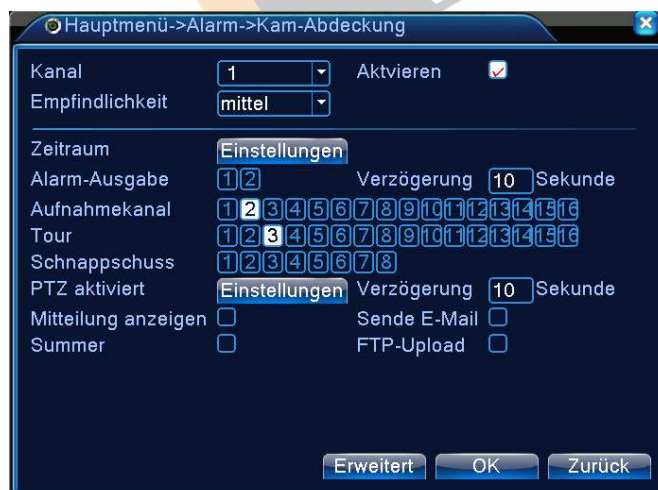 Hauptmenü->Alarm->Kam-Abdeckung
Kanal 1 Aktvieren
Empfindlichkeit mittel
Zeitraum Einstellungen
Alarm-Ausgabe 1 2 Verzögerung 10 Sekunde
Aufnahmekanal 1 2 3 4 5 6 7 8 9 10 11 12 13 14 15 16
Tour 1 2 3 4 5 6 7 8 9 10 11 12 13 14 15 16
Schnappschuss 1 2 3 4 5 6 7 8
PTZ aktiviert Einstellungen Verzögerung 10 Sekunde
Mitteilung anzeigen Sende E-Mail
Summer FTP-Upload
Erweitert OK Zurück